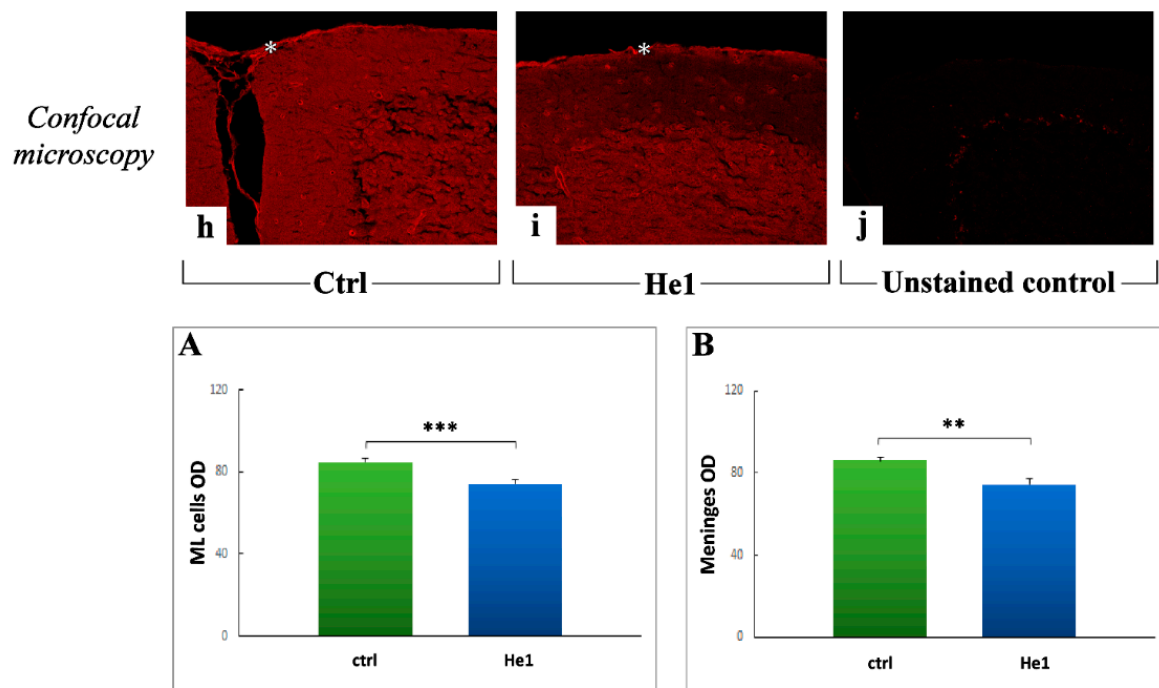 Confocal
microscopy
*
*
h
i
j
Ctrl
He1
Unstained control
A
120
80
40
0
ML cells OD
***
ctrl
He1
B
120
80
40
0
Meninges OD
**
ctrl
He1